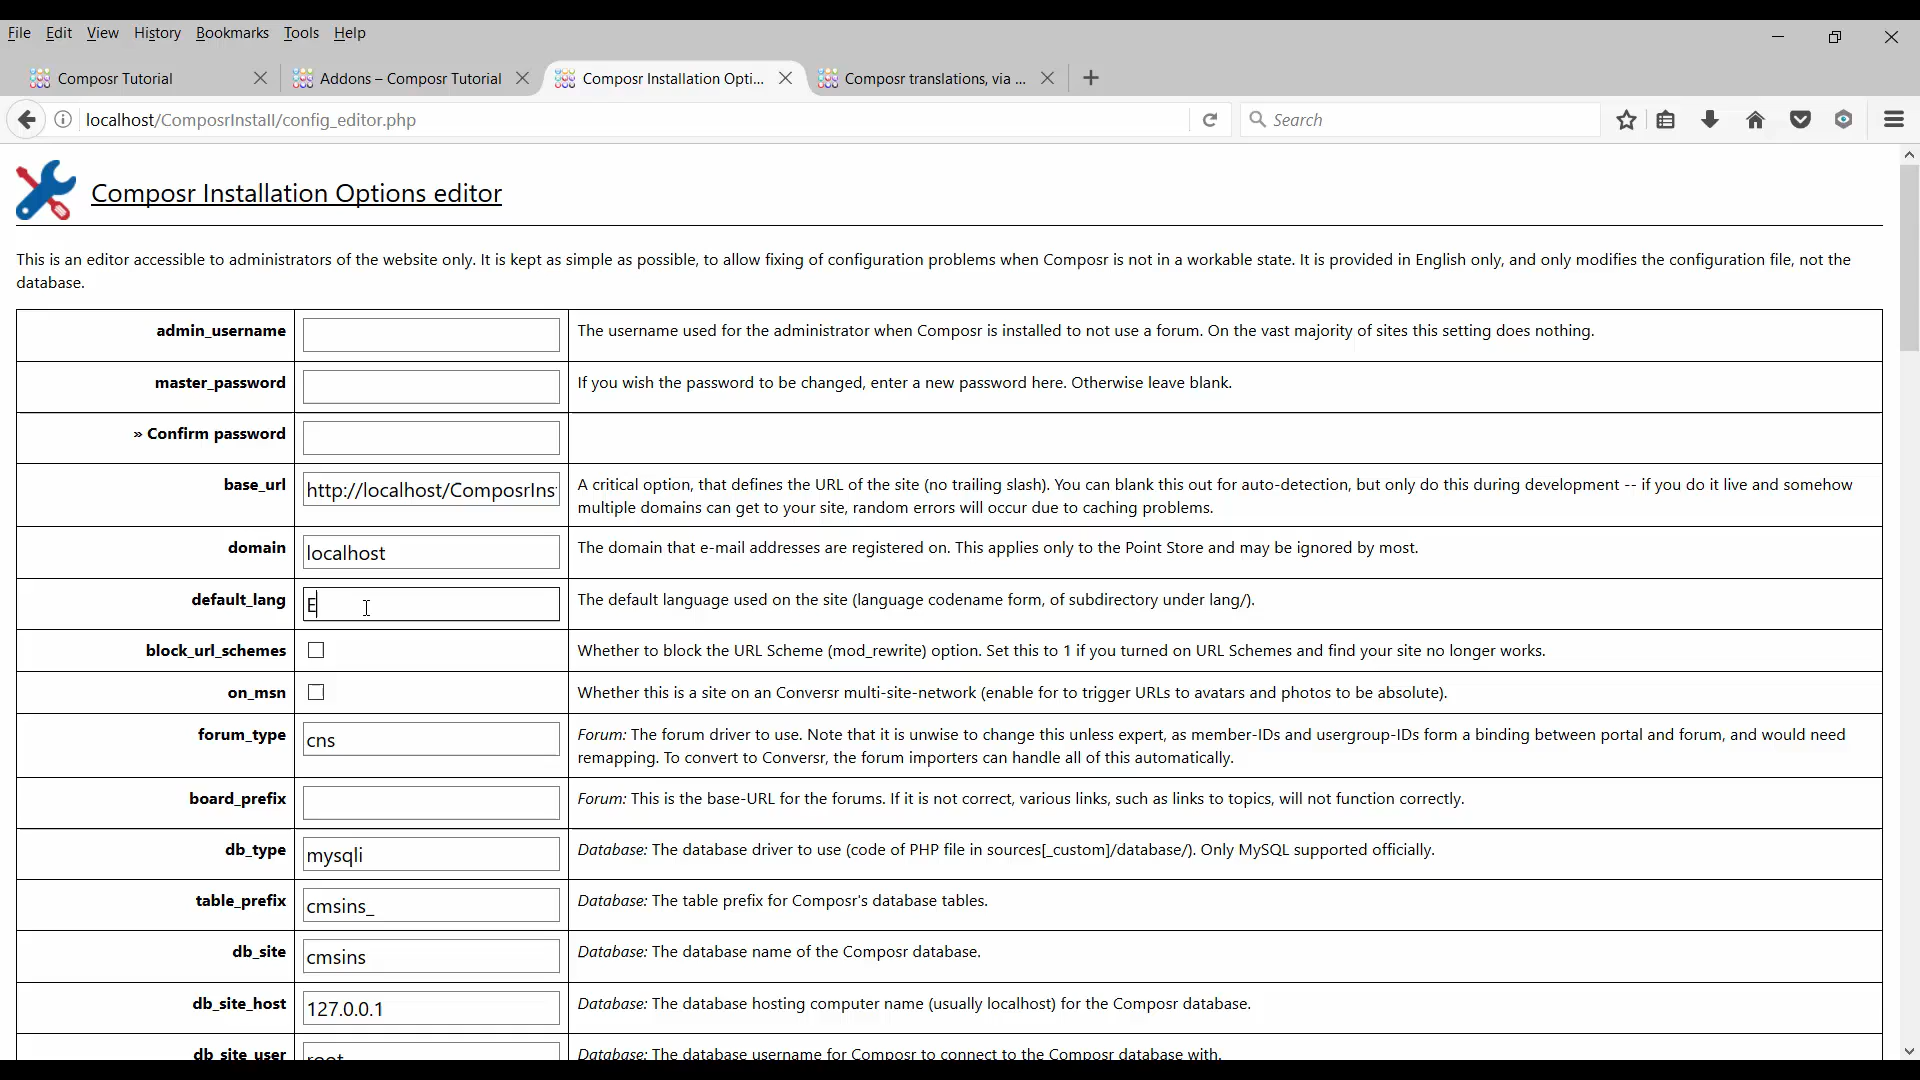 File Edit View History Bookmarks Tools Help
Composr Tutorial
Addons – Composr Tutorial
Composr Installation Opti...
Composr translations, via ...
localhost/ComposrInstall/config_editor.php
Search
Composr Installation Options editor
This is an editor accessible to administrators of the website only. It is kept as simple as possible, to allow fixing of configuration problems when Composr is not in a workable state. It is provided in English only, and only modifies the configuration file, not the
database.
admin_username
The username used for the administrator when Composr is installed to not use a forum. On the vast majority of sites this setting does nothing.
master_password
If you wish the password to be changed, enter a new password here. Otherwise leave blank.
» Confirm password
base_url
http://localhost/ComposrIns
A critical option, that defines the URL of the site (no trailing slash). You can blank this out for auto-detection, but only do this during development -- if you do it live and somehow
multiple domains can get to your site, random errors will occur due to caching problems.
domain
localhost
The domain that e-mail addresses are registered on. This applies only to the Point Store and may be ignored by most.
default_lang
E
The default language used on the site (language codename form, of subdirectory under lang/).
block_url_schemes
Whether to block the URL Scheme (mod_rewrite) option. Set this to 1 if you turned on URL Schemes and find your site no longer works.
on_msn
Whether this is a site on an Conversr multi-site-network (enable for to trigger URLs to avatars and photos to be absolute).
forum_type
cns
Forum: The forum driver to use. Note that it is unwise to change this unless expert, as member-IDs and usergroup-IDs form a binding between portal and forum, and would need
remapping. To convert to Conversr, the forum importers can handle all of this automatically.
board_prefix
Forum: This is the base-URL for the forums. If it is not correct, various links, such as links to topics, will not function correctly.
db_type
mysqli
Database: The database driver to use (code of PHP file in sources[_custom]/database/). Only MySQL supported officially.
table_prefix
cmsins_
Database: The table prefix for Composr's database tables.
db_site
cmsins
Database: The database name of the Composr database.
db_site_host
127.0.0.1
Database: The database hosting computer name (usually localhost) for the Composr database.
db_site_user
root
Database: The database username for Composr to connect to the Composr database with.